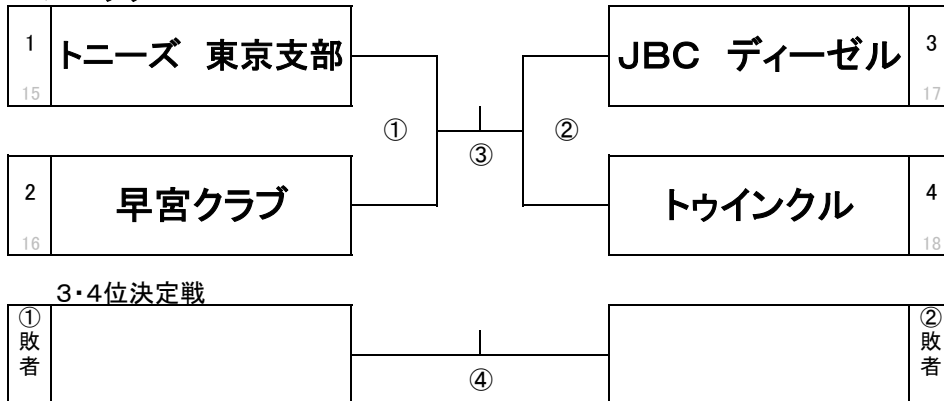 1
トニーズ 東京支部
15
JBC ディーゼル
3
17
①
②
③
2
早宮クラブ
16
トゥインクル
4
18
3・4位決定戦
①敗者
②敗者
④